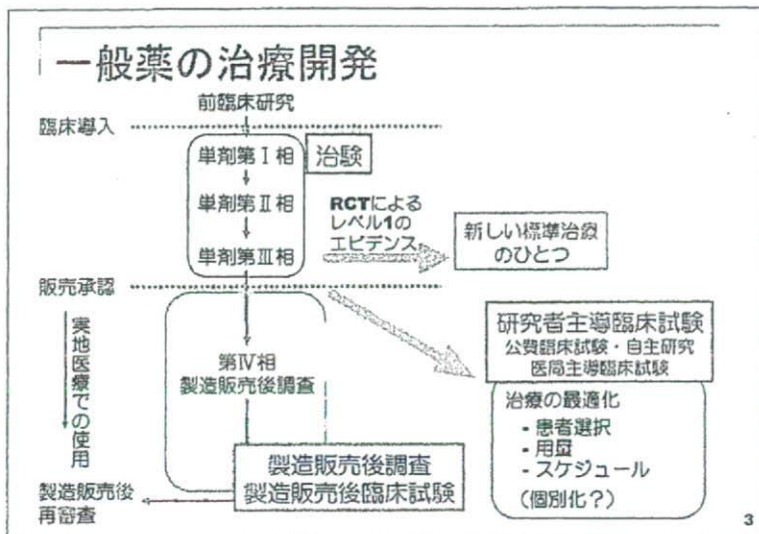 一般薬の治療開発
前臨床研究
臨床導入
単剤第Ⅰ相
治験
単剤第Ⅱ相
単剤第Ⅲ相
RCTによる
レベル1の
エビデンス
新しい標準治療
のひとつ
販売承認
実地医療での使用
第Ⅳ相
製造販売後調査
製造販売後調査
製造販売後臨床試験
製造販売後
再審査
研究者主導臨床試験
公費臨床試験・自主研究
医局主導臨床試験
治療の最適化
- 患者選択
- 用量
- スケジュール
(個別化?)
3